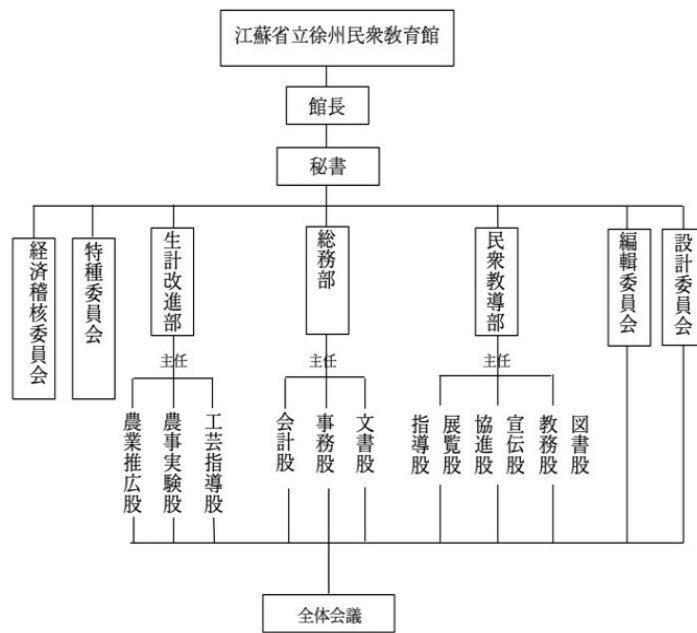 江蘇省立徐州民衆教育館
館長
秘書
経済稽核委員会
特種委員会
生計改進部
総務部
民衆教導部
編輯委員会
設計委員会
主任
主任
主任
農業推広股
農事実験股
工芸指導股
会計股
事務股
文書股
指導股
展覧股
協進股
宣伝股
教務股
図書股
全体会議